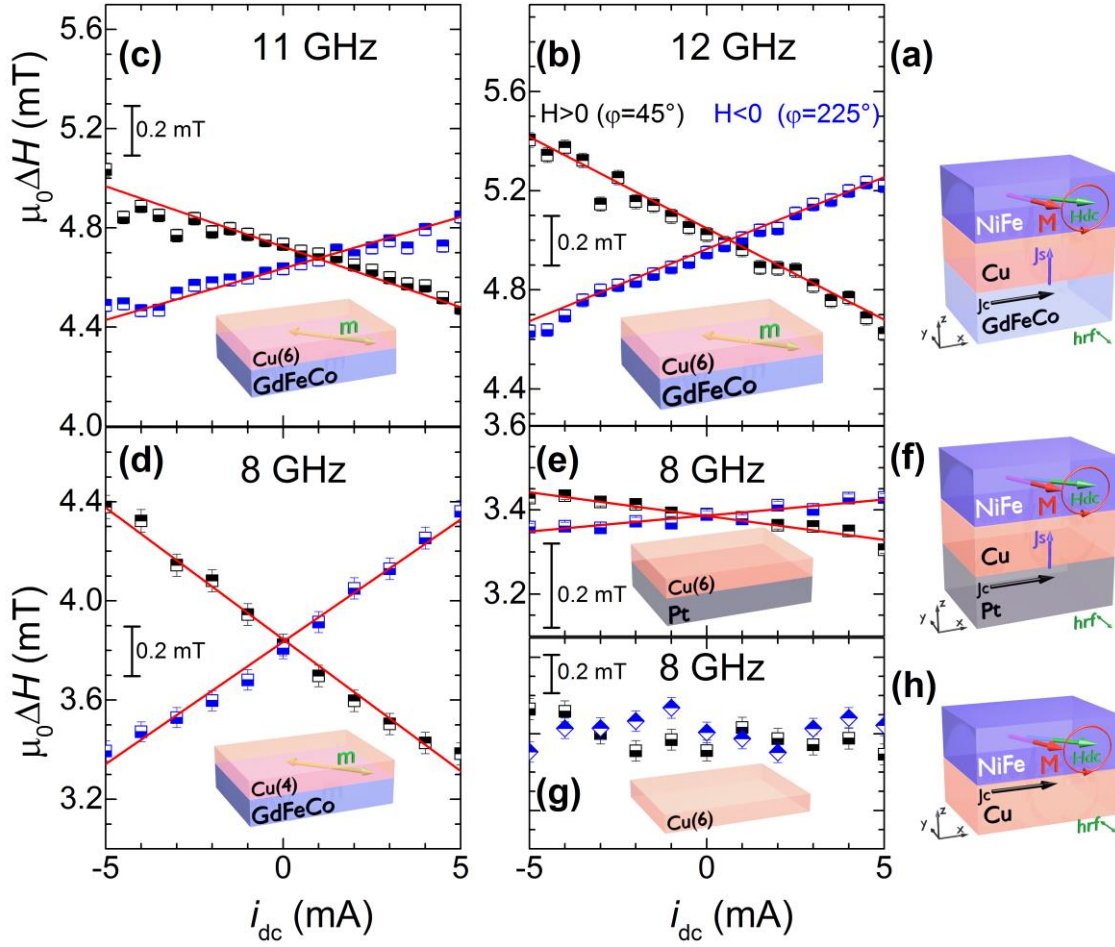 (c)
11 GHz
5.6
5.2
4.8
4.4
4.0
μ₀ΔH (mT)
0.2 mT
m
Cu(6)
GdFeCo
(b)
12 GHz
H>0 (φ=45°)
H<0 (φ=225°)
5.6
5.2
4.8
4.4
3.6
0.2 mT
m
Cu(6)
GdFeCo
(a)
NiFe
M
Hdc
Cu
Js
Jc
GdFeCo
y
z
x
hrf
(d)
8 GHz
4.4
4.0
3.6
3.2
μ₀ΔH (mT)
0.2 mT
m
Cu(4)
GdFeCo
-5
0
5
i_dc (mA)
(e)
8 GHz
3.4
3.2
0.2 mT
Cu(6)
Pt
(f)
NiFe
M
Hdc
Cu
Js
Jc
Pt
y
z
x
hrf
0.2 mT
8 GHz
(g)
Cu(6)
-5
0
5
i_dc (mA)
(h)
NiFe
M
Hdc
Jc
Cu
y
z
x
hrf